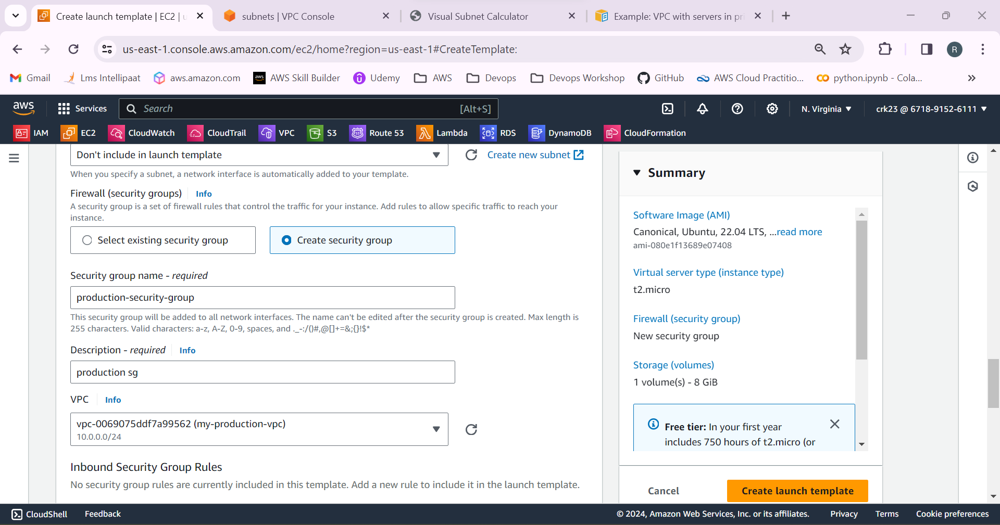 Create launch template | EC2 | u
subnets | VPC Console
Visual Subnet Calculator
Example: VPC with servers in pri
us-east-1.console.aws.amazon.com/ec2/home?region=us-east-1#CreateTemplate:
R
Gmail
Lms Intellipaat
aws.amazon.com
aws
AWS Skill Builder
Udemy
AWS
Devops
Devops Workshop
GitHub
AWS Cloud Practitio...
python.ipynb - Cola...
aws
Services
Search
[Alt+S]
N. Virginia
crk23 @ 6718-9152-6111
IAM
EC2
CloudWatch
CloudTrail
VPC
S3
53
Route 53
Lambda
RDS
DynamoDB
CloudFormation
Don't include in launch template
Create new subnet
When you specify a subnet, a network interface is automatically added to your template.
Firewall (security groups)
Info
A security group is a set of firewall rules that control the traffic for your instance. Add rules to allow specific traffic to reach your
instance.
Select existing security group
Create security group
Security group name - required
production-security-group
This security group will be added to all network interfaces. The name can't be edited after the security group is created. Max length is
255 characters. Valid characters: a-z, A-Z, 0-9, spaces, and ._-:/()#,@[]+=&;{}!$*
Description - required
Info
production sg
VPC
Info
vpc-0069075ddf7a99562 (my-production-vpc)
10.0.0.0/24
Inbound Security Group Rules
No security group rules are currently included in this template. Add a new rule to include it in the launch template.
Summary
Software Image (AMI)
Canonical, Ubuntu, 22.04 LTS, ...read more
ami-080e1f13689e07408
Virtual server type (instance type)
t2.micro
Firewall (security group)
New security group
Storage (volumes)
1 volume(s) - 8 GiB
Free tier: In your first year
includes 750 hours of t2.micro (or
Cancel
Create launch template
CloudShell
Feedback
© 2024, Amazon Web Services, Inc. or its affiliates.
Privacy
Terms
Cookie preferences